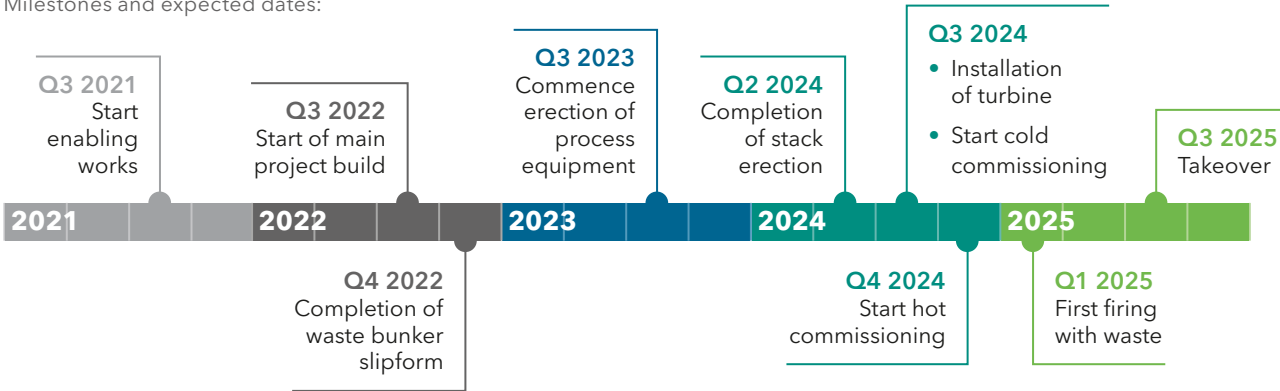 Milestones and expected dates:
Q3 2021
Start
enabling
works
Q3 2022
Start of main
project build
Q3 2023
Commence
erection of
process
equipment
Q2 2024
Completion
of stack
erection
Q3 2024
• Installation
of turbine
• Start cold
commissioning
Q3 2025
Takeover
2021
2022
2023
2024
2025
Q4 2022
Completion of
waste bunker
slipform
Q4 2024
Start hot
commissioning
Q1 2025
First firing
with waste